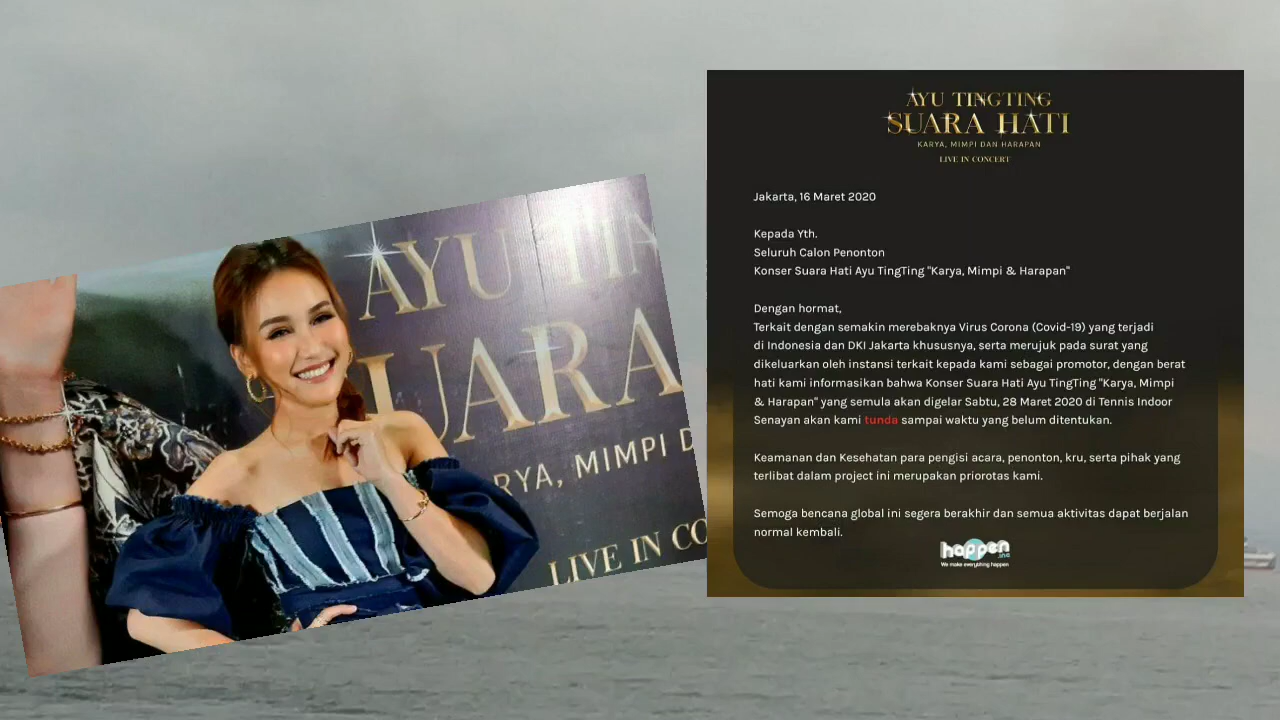 AYU TIN
UARA
RYA, MIMPI D
LIVE IN CO
AYU TINGTING
SUARA HATI
KARYA, MIMPI DAN HARAPAN
LIVE IN CONCERT
Jakarta, 16 Maret 2020
Kepada Yth.
Seluruh Calon Penonton
Konser Suara Hati Ayu TingTing "Karya, Mimpi & Harapan"
Dengan hormat,
Terkait dengan semakin merebaknya Virus Corona (Covid-19) yang terjadi
di Indonesia dan DKI Jakarta khususnya, serta merujuk pada surat yang
dikeluarkan oleh instansi terkait kepada kami sebagai promotor, dengan berat
hati kami informasikan bahwa Konser Suara Hati Ayu TingTing "Karya, Mimpi
& Harapan" yang semula akan digelar Sabtu, 28 Maret 2020 di Tennis Indoor
Senayan akan kami tunda sampai waktu yang belum ditentukan.
Keamanan dan Kesehatan para pengisi acara, penonton, kru, serta pihak yang
terlibat dalam project ini merupakan priorotas kami.
Semoga bencana global ini segera berakhir dan semua aktivitas dapat berjalan
normal kembali.
happen.inc
We make everything happen